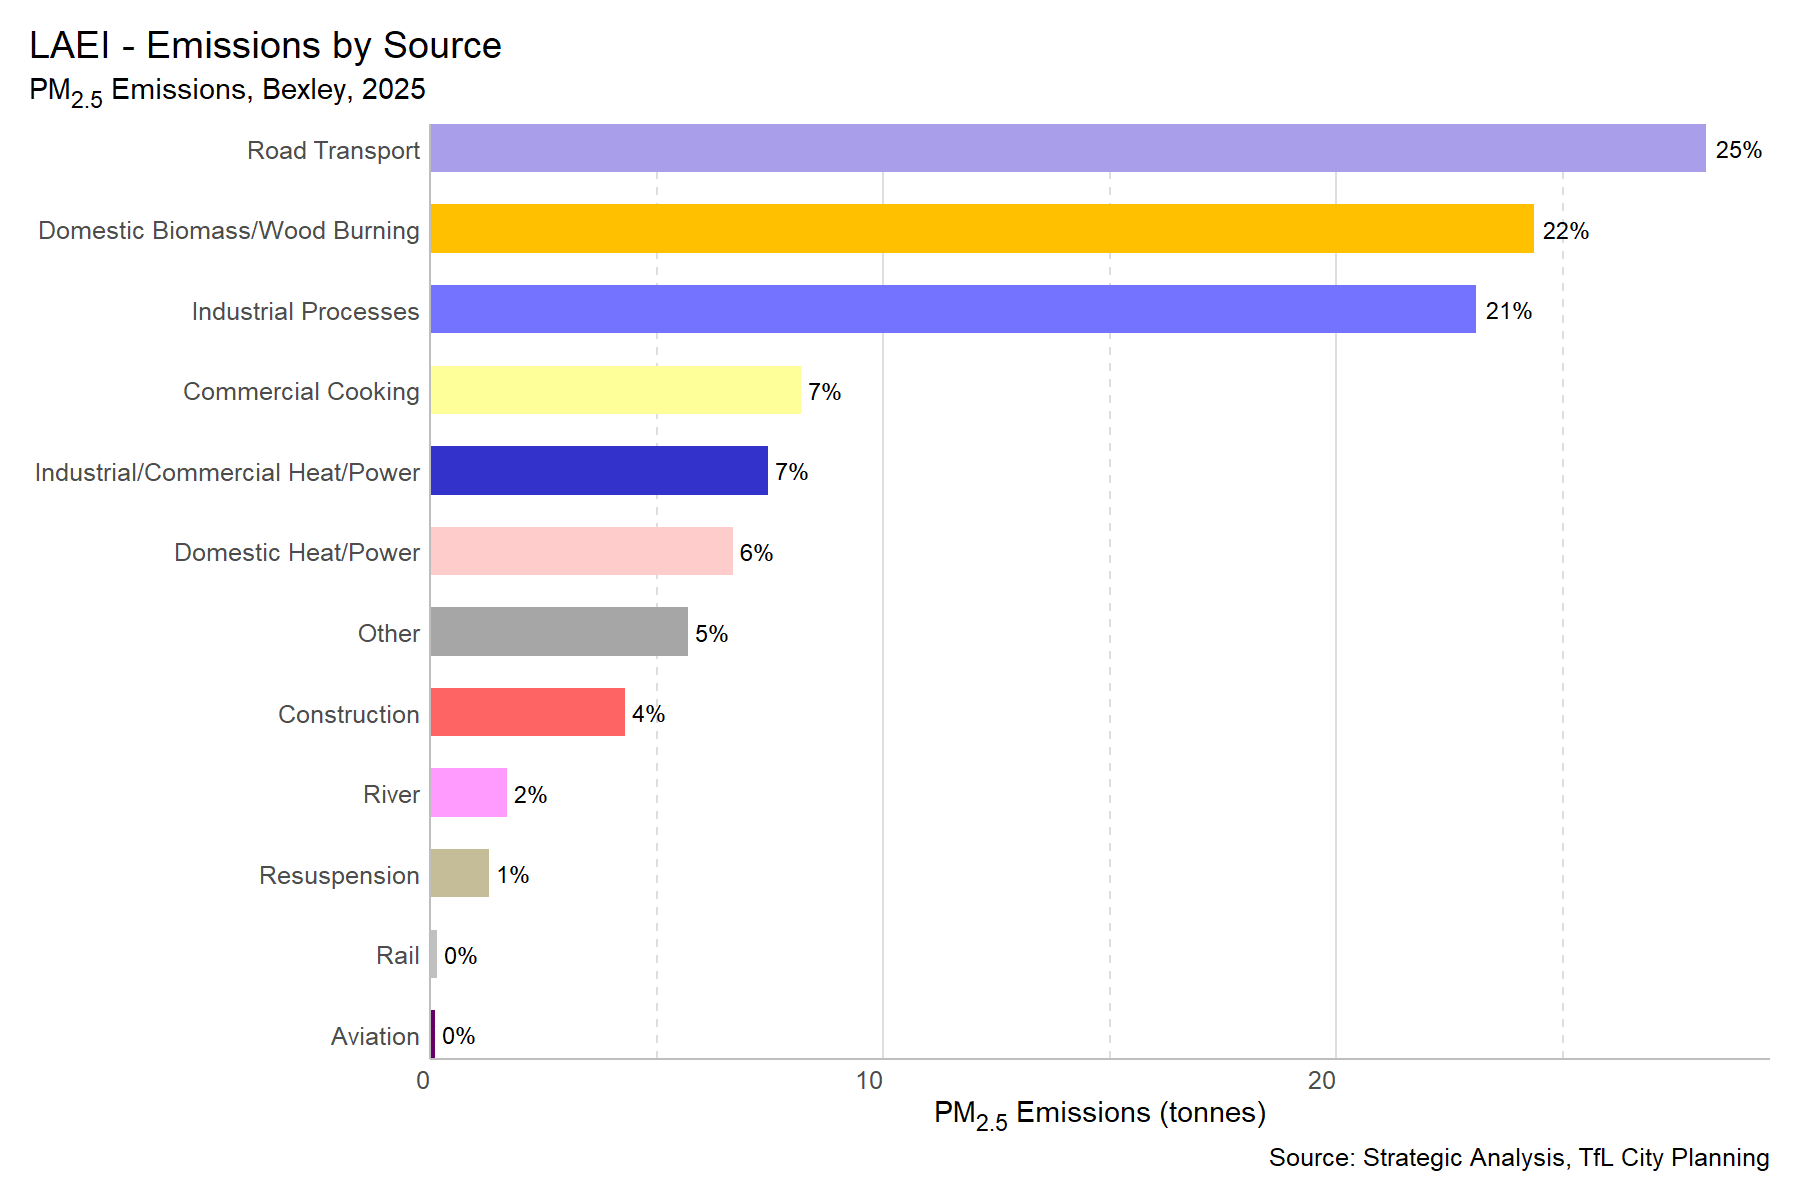 LAEI - Emissions by Source
PM2.5 Emissions, Bexley, 2025
Road Transport 25%
Domestic Biomass/Wood Burning 22%
Industrial Processes 21%
Commercial Cooking 7%
Industrial/Commercial Heat/Power 7%
Domestic Heat/Power 6%
Other 5%
Construction 4%
River 2%
Resuspension 1%
Rail 0%
Aviation 0%
0 10 20
PM2.5 Emissions (tonnes)
Source: Strategic Analysis, TfL City Planning